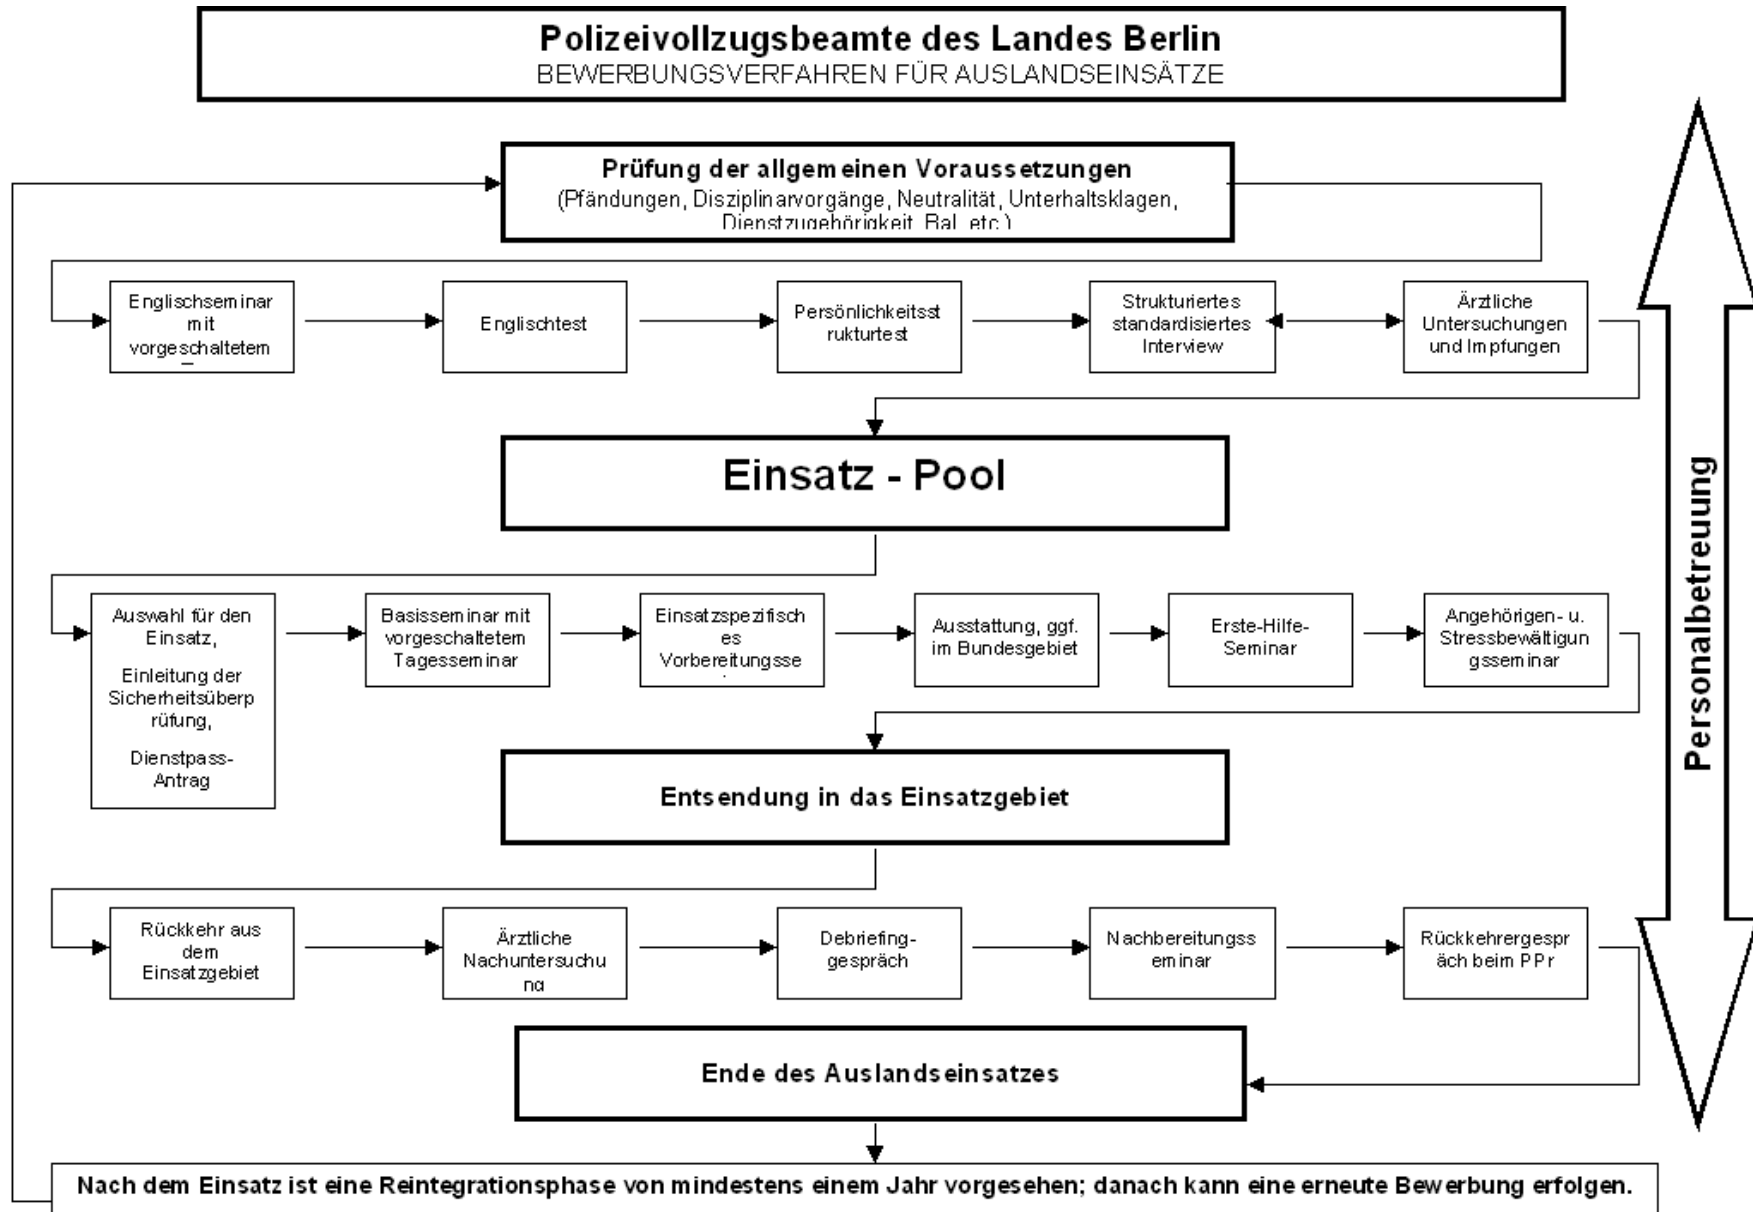 Polizeivollzugsbeamte des Landes Berlin
BEWERBUNGSVERFAHREN FÜR AUSLANDSEINSÄTZE
Prüfung der allgemeinen Voraussetzungen
(Pfändungen, Disziplinarvorgänge, Neutralität, Unterhaltsklagen,
Dienstzugehörigkeit, Bal, etc.)
Englischseminar
mit
vorgeschaltetem
Englischtest
Persönlichkeitsst
rukturtest
Strukturiertes
standardisiertes
Interview
Ärztliche
Untersuchungen
und Impfungen
Einsatz - Pool
Auswahl für den
Einsatz,
Einleitung der
Sicherheitsüberp
rüfung,
Dienstpass-
Antrag
Basisseminar mit
vorgeschaltetem
Tagesseminar
Einsatzspezifisch
es
Vorbereitungsse
Ausstattung, ggf.
im Bundesgebiet
Erste-Hilfe-
Seminar
Angehörigen- u.
Stressbewältigun
gsseminar
Entsendung in das Einsatzgebiet
Rückkehr aus
dem
Einsatzgebiet
Ärztliche
Nachuntersuchu
ng
Debriefing-
gespräch
Nachbereitungss
eminar
Rückkehrergespr
äch beim PPr
Ende des Auslandseinsatzes
Nach dem Einsatz ist eine Reintegrationsphase von mindestens einem Jahr vorgesehen; danach kann eine erneute Bewerbung erfolgen.
Personalbetreuung